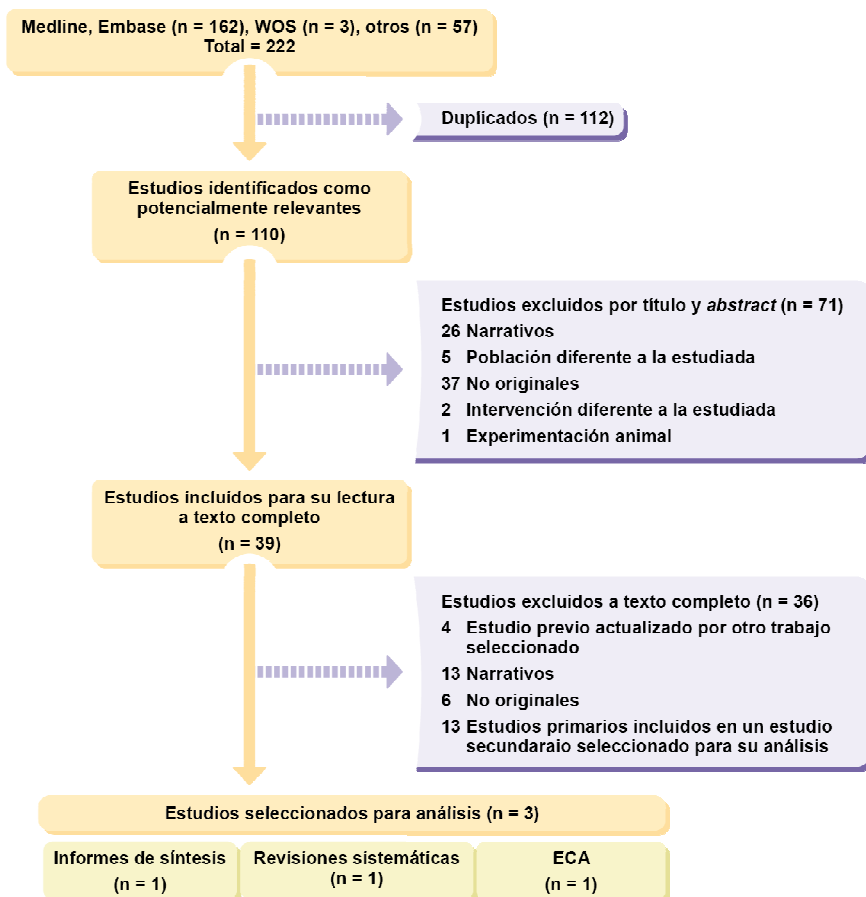 Medline, Embase (n = 162), WOS (n = 3), otros (n = 57)
Total = 222
Duplicados (n = 112)
Estudios identificados como
potencialmente relevantes
(n = 110)
Estudios excluidos por título y abstract (n = 71)
26 Narrativos
5 Población diferente a la estudiada
37 No originales
2 Intervención diferente a la estudiada
1 Experimentación animal
Estudios incluidos para su lectura
a texto completo
(n = 39)
Estudios excluidos a texto completo (n = 36)
4 Estudio previo actualizado por otro trabajo
seleccionado
13 Narrativos
6 No originales
13 Estudios primarios incluidos en un estudio
secundaraio seleccionado para su análisis
Estudios seleccionados para análisis (n = 3)
Informes de síntesis
(n = 1)
Revisiones sistemáticas
(n = 1)
ECA
(n = 1)